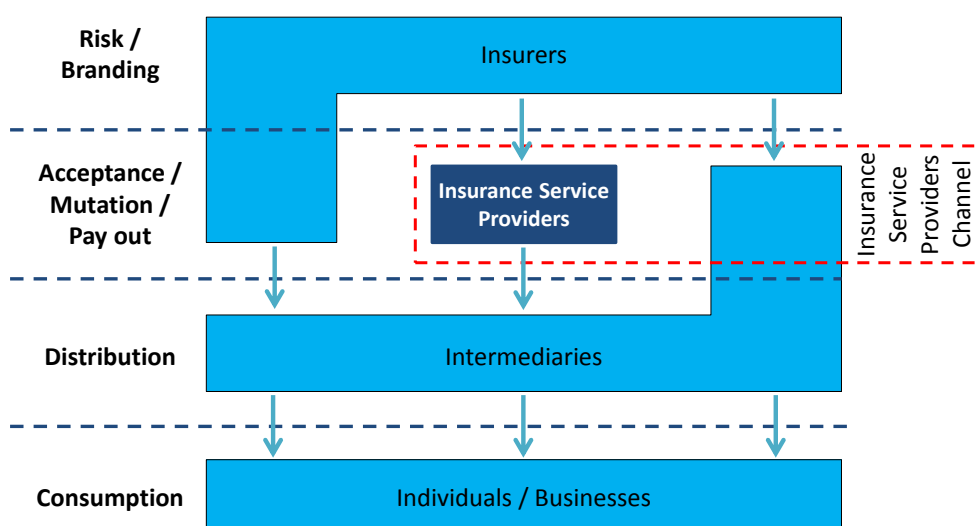 Risk /
Branding
Insurers
Acceptance /
Mutation /
Pay out
Insurance Service
Providers
Insurance
Service
Providers
Channel
Distribution
Intermediaries
Consumption
Individuals / Businesses